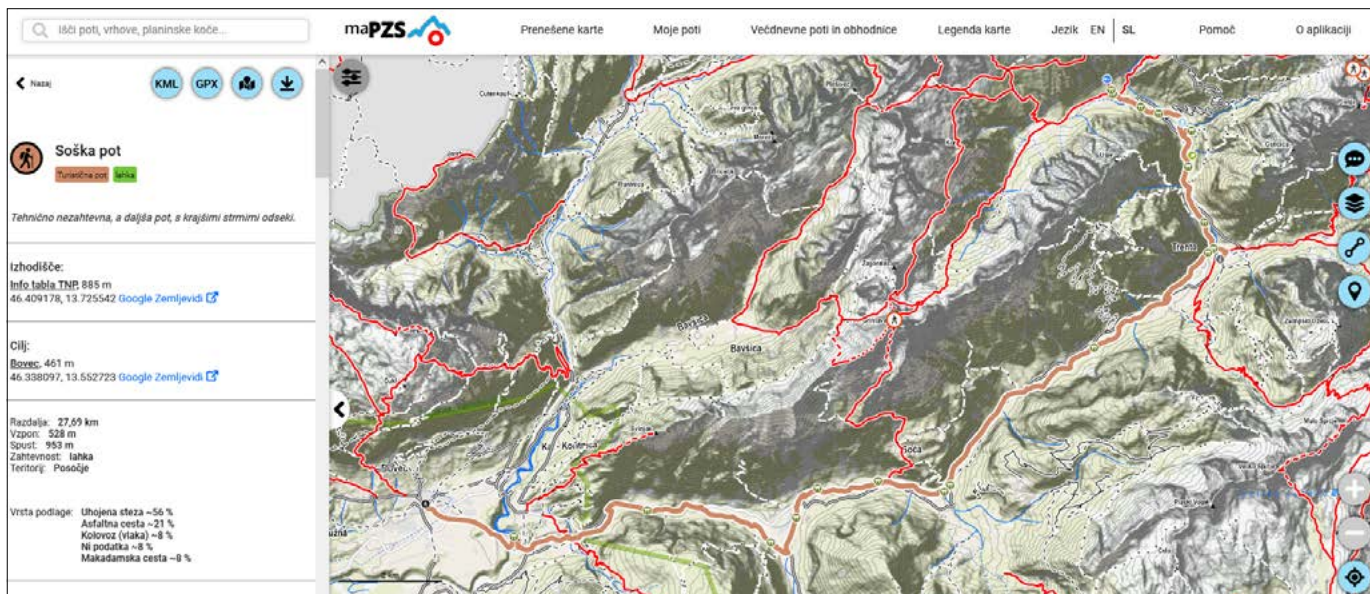 Išči poti, vrhove, planinske koče...
maPZS
Prenešene karte
Moje poti
Večdnevne poti in obhodnice
Legenda karte
Jezik EN SL
Pomoč
O aplikaciji
Nazaj
KML
GPX
Soška pot
Turistična pot lahka
Tehnično nezahtevna, a daljša pot, s krajšimi strmimi odseki.
Izhodišče:
Info tabla TNP, 885 m
46.409178, 13.725542 Google Zemljevidi
Cilj:
Bovec, 461 m
46.338097, 13.552723 Google Zemljevidi
Razdalja: 27,69 km
Vzpon: 528 m
Spust: 953 m
Zahtevnost: lahka
Teritorij: Posočje
Vrsta podlage: Uhojena steza ~56 %
Asfaltna cesta ~21 %
Kolovoz (vlaka) ~8 %
Ni podatka ~8 %
Makadamska cesta ~8 %
Trenta
Bavšica
Bavšica
Soča
Svinjak